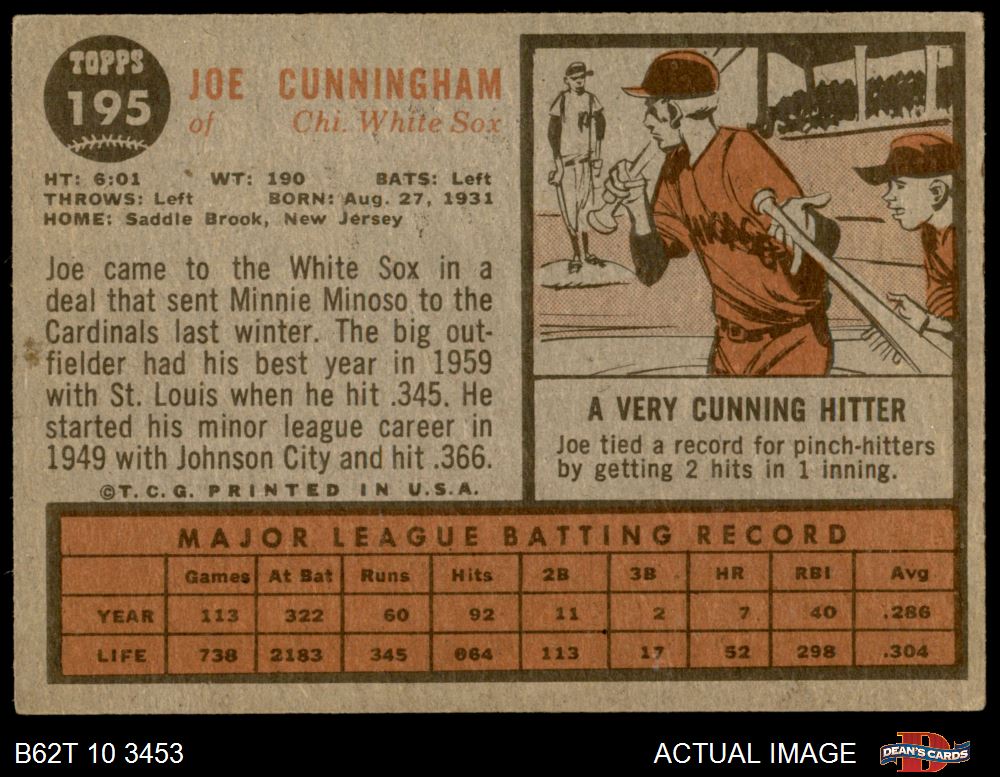 TOPPS
195
JOE CUNNINGHAM
of Chi. White Sox
HT: 6:01 WT: 190 BATS: Left
THROWS: Left BORN: Aug. 27, 1931
HOME: Saddle Brook, New Jersey
Joe came to the White Sox in a
deal that sent Minnie Minoso to the
Cardinals last winter. The big out-
fielder had his best year in 1959
with St. Louis when he hit .345. He
started his minor league career in
1949 with Johnson City and hit .366.
©T.C.G. PRINTED IN U.S.A.
CHICAGO
A VERY CUNNING HITTER
Joe tied a record for pinch-hitters
by getting 2 hits in 1 inning.
MAJOR LEAGUE BATTING RECORD
Games At Bat Runs Hits 2B 3B HR RBI Avg
YEAR 113 322 60 92 11 2 7 40 .286
LIFE 738 2183 345 664 113 17 52 298 .304
B62T 10 3453
ACTUAL IMAGE
DEAN'S CARDS